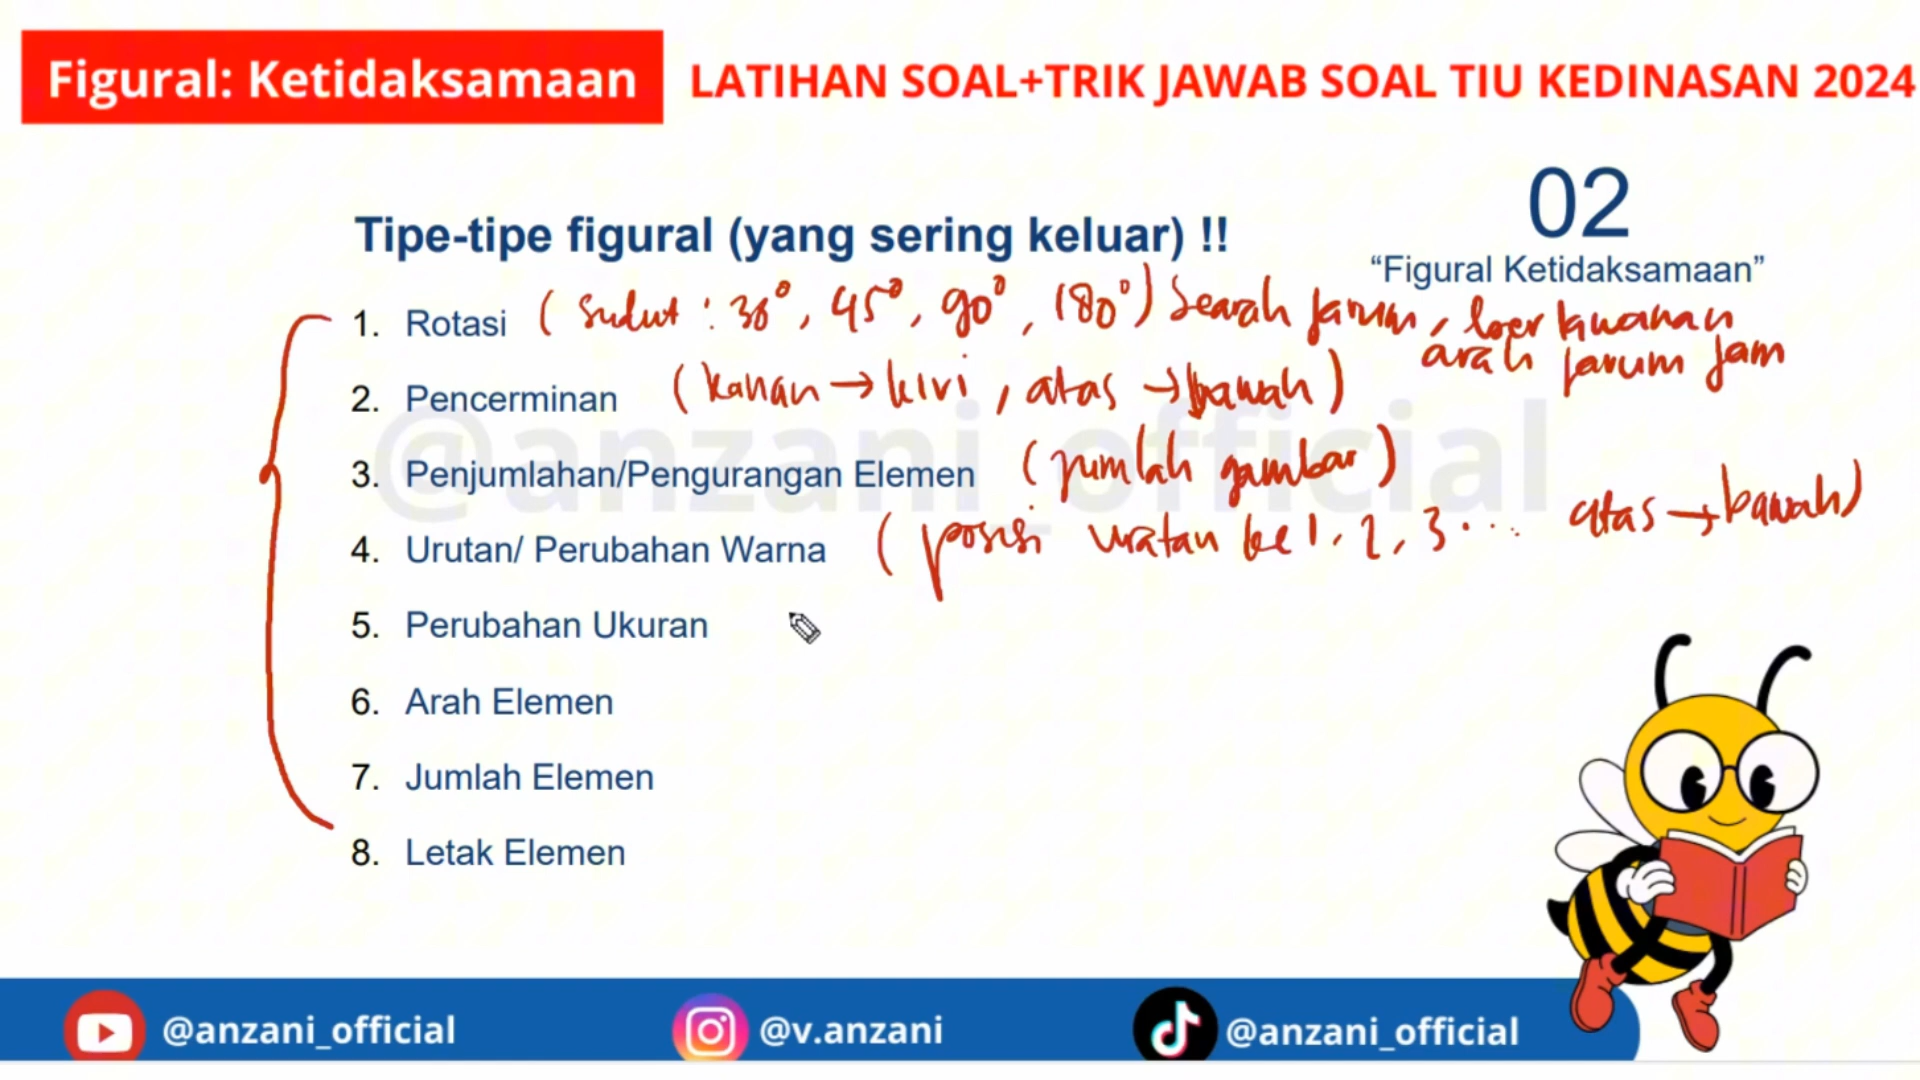 Figural: Ketidaksamaan
LATIHAN SOAL+TRIK JAWAB SOAL TIU KEDINASAN 2024
02
“Figural Ketidaksamaan”
Tipe-tipe figural (yang sering keluar) !!
1. Rotasi (sudut : 30°, 45°, 90°, 180°) Searah jarum, berlawanan
arah jarum jam
2. Pencerminan (kanan → kiri, atas → bawah)
@anzani_official
3. Penjumlahan/Pengurangan Elemen (jumlah gambar)
4. Urutan/ Perubahan Warna (posisi uratan ke 1, 2, 3 ... atas → bawah)
5. Perubahan Ukuran
6. Arah Elemen
7. Jumlah Elemen
8. Letak Elemen
@anzani_official
@v.anzani
@anzani_official